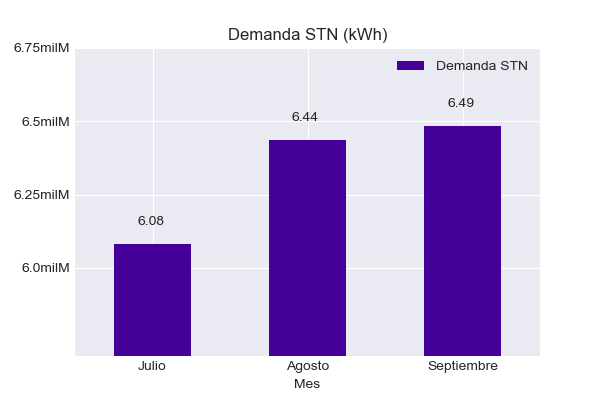 Demanda STN (kWh)
6.75milM
6.5milM
6.25milM
6.0milM
Demanda STN
6.08
6.44
6.49
Julio
Agosto
Septiembre
Mes